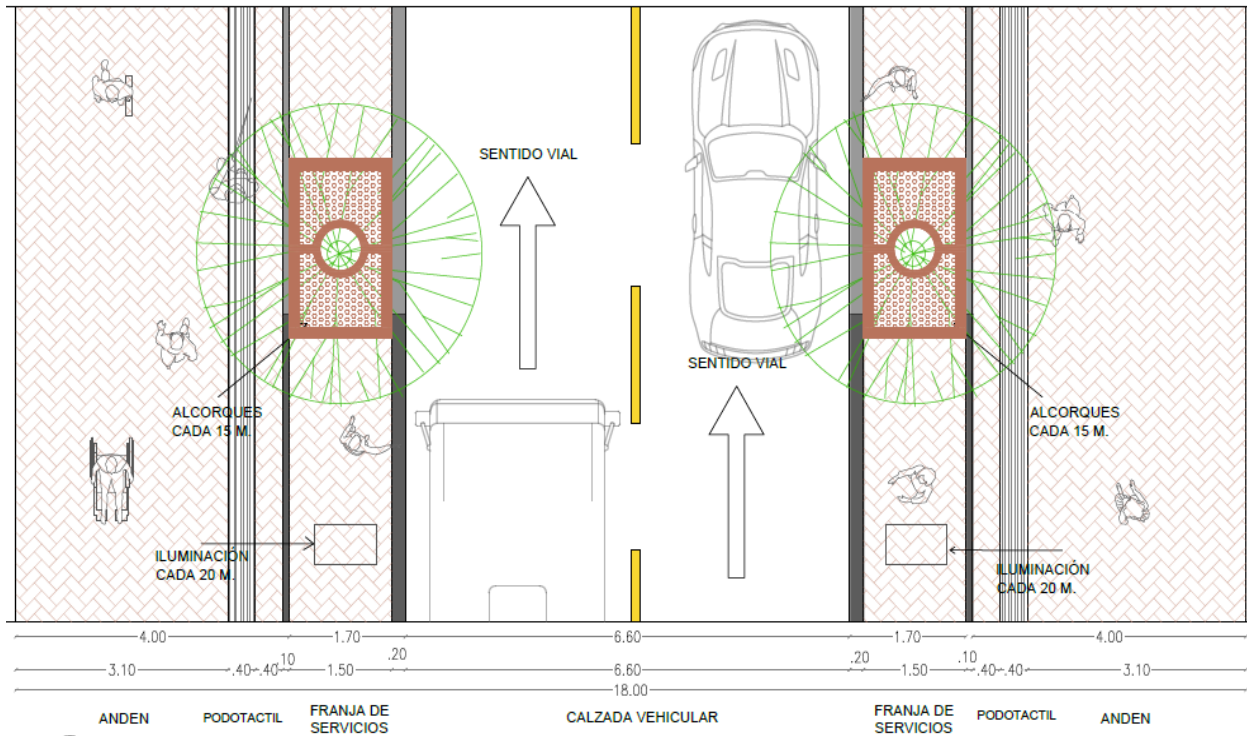 SENTIDO VIAL
SENTIDO VIAL
ALCORQUES
CADA 15 M.
ALCORQUES
CADA 15 M.
ILUMINACIÓN
CADA 20 M.
ILUMINACIÓN
CADA 20 M.
4.00 1.70 6.60 1.70 4.00
3.10 .40 .40 .10 1.50 .20 6.60 .20 1.50 .10 .40 .40 3.10
18.00
ANDEN PODOTACTIL FRANJA DE SERVICIOS CALZADA VEHICULAR FRANJA DE SERVICIOS PODOTACTIL ANDEN